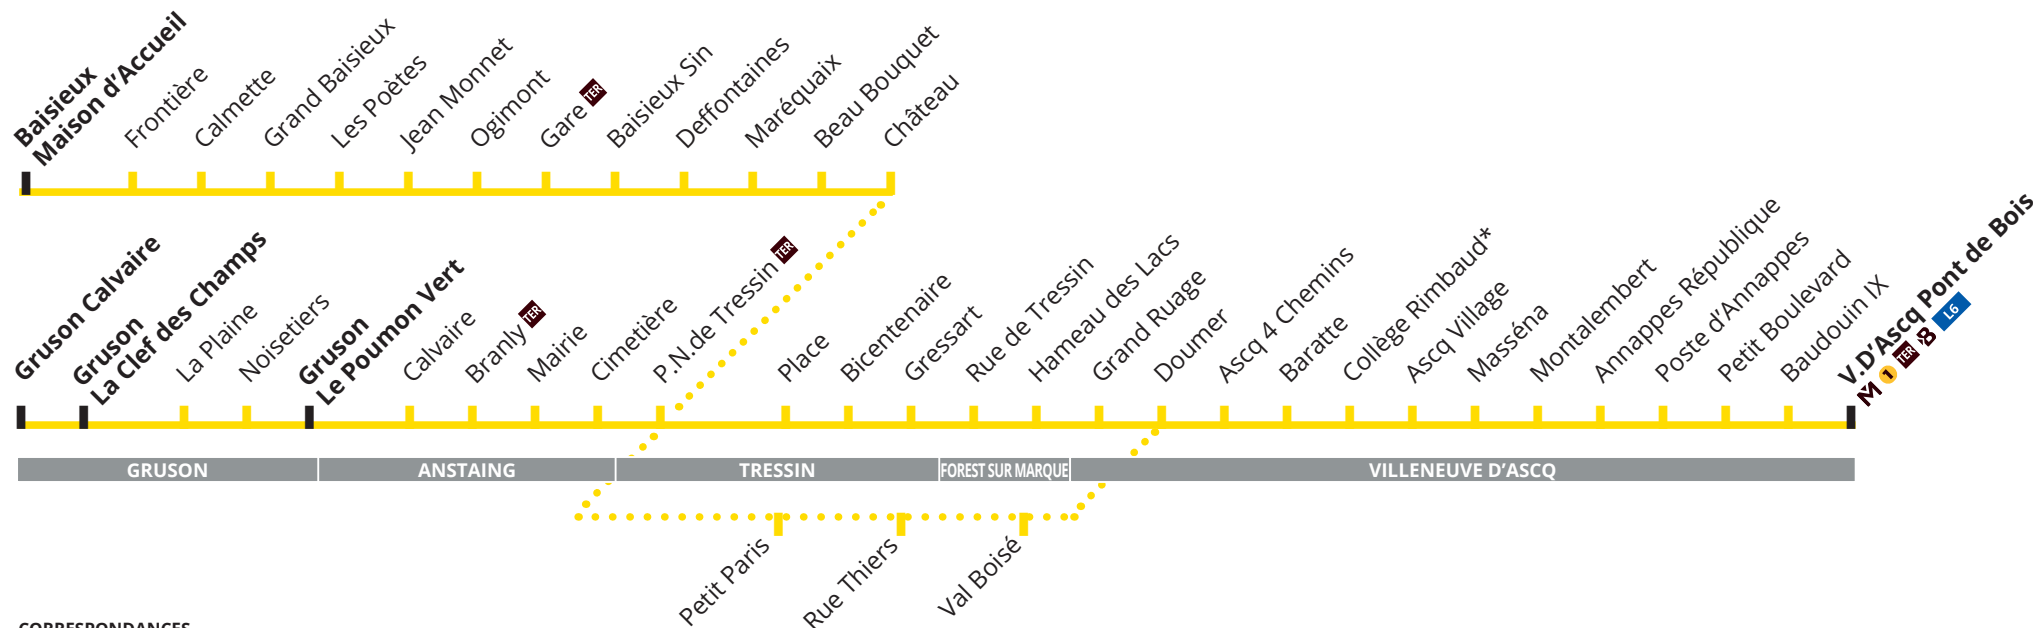 Baisieux
Maison d'Accueil
Frontière
Calmette
Grand Baisieux
Les Poètes
Jean Monnet
Ogimont
Gare TER
Baisieux Sin
Deffontaines
Maréquaix
Beau Bouquet
Château
Gruson Calvaire
Gruson
La Clef des Champs
La Plaine
Noisetiers
Gruson
Le Poumon Vert
Calvaire
Branly TER
Mairie
Cimetière
P.N.de Tressin TER
Place
Bicentenaire
Gressart
Rue de Tressin
Hameau des Lacs
Grand Ruage
Doumer
Ascq 4 Chemins
Baratte
Collège Rimbaud*
Ascq Village
Masséna
Montalembert
Annappes République
Poste d'Annappes
Petit Boulevard
Baudouin IX
V.D'Ascq Pont de Bois
M 1 TER B L6
GRUSON
ANSTAING
TRESSIN
FOREST SUR MARQUE
VILLENEUVE D'ASCQ
Petit Paris
Rue Thiers
Val Boisé
CORRESPONDANCES